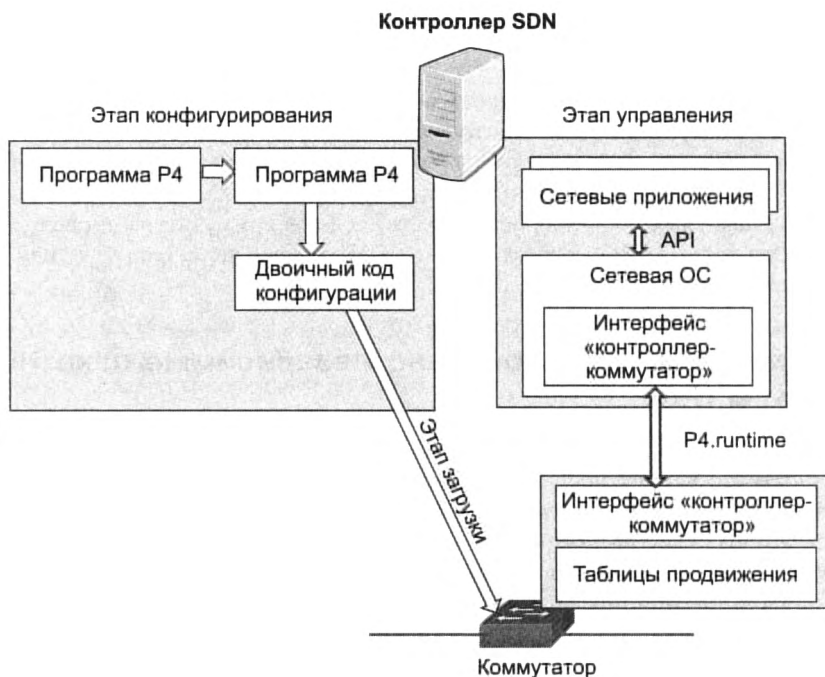 Контроллер SDN
Этап конфигурирования
Этап управления
Программа P4
Программа P4
Сетевые приложения
API
Двоичный код
конфигурации
Сетевая ОС
Интерфейс
«контроллер-
коммутатор»
Этап загрузки
P4.runtime
Интерфейс «контроллер-
коммутатор»
Таблицы продвижения
Коммутатор